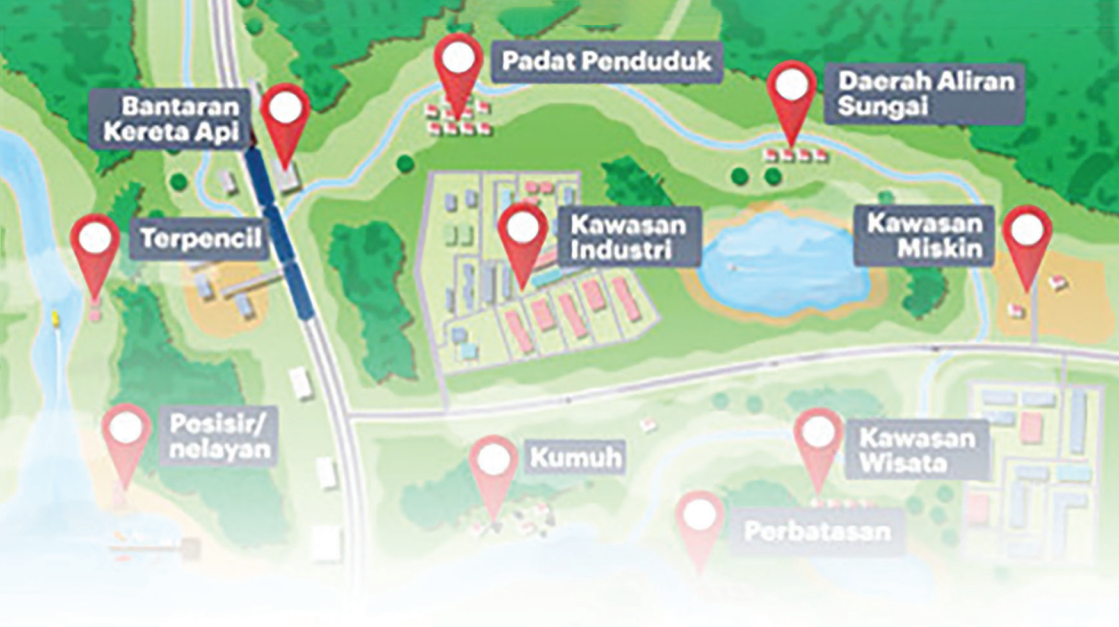 Padat Penduduk
Daerah Aliran
Sungai
Bantaran
Kereta Api
Terpencil
Kawasan
Industri
Kawasan
Miskin
Pesisir/
nelayan
Kumuh
Kawasan
Wisata
Perbatasan